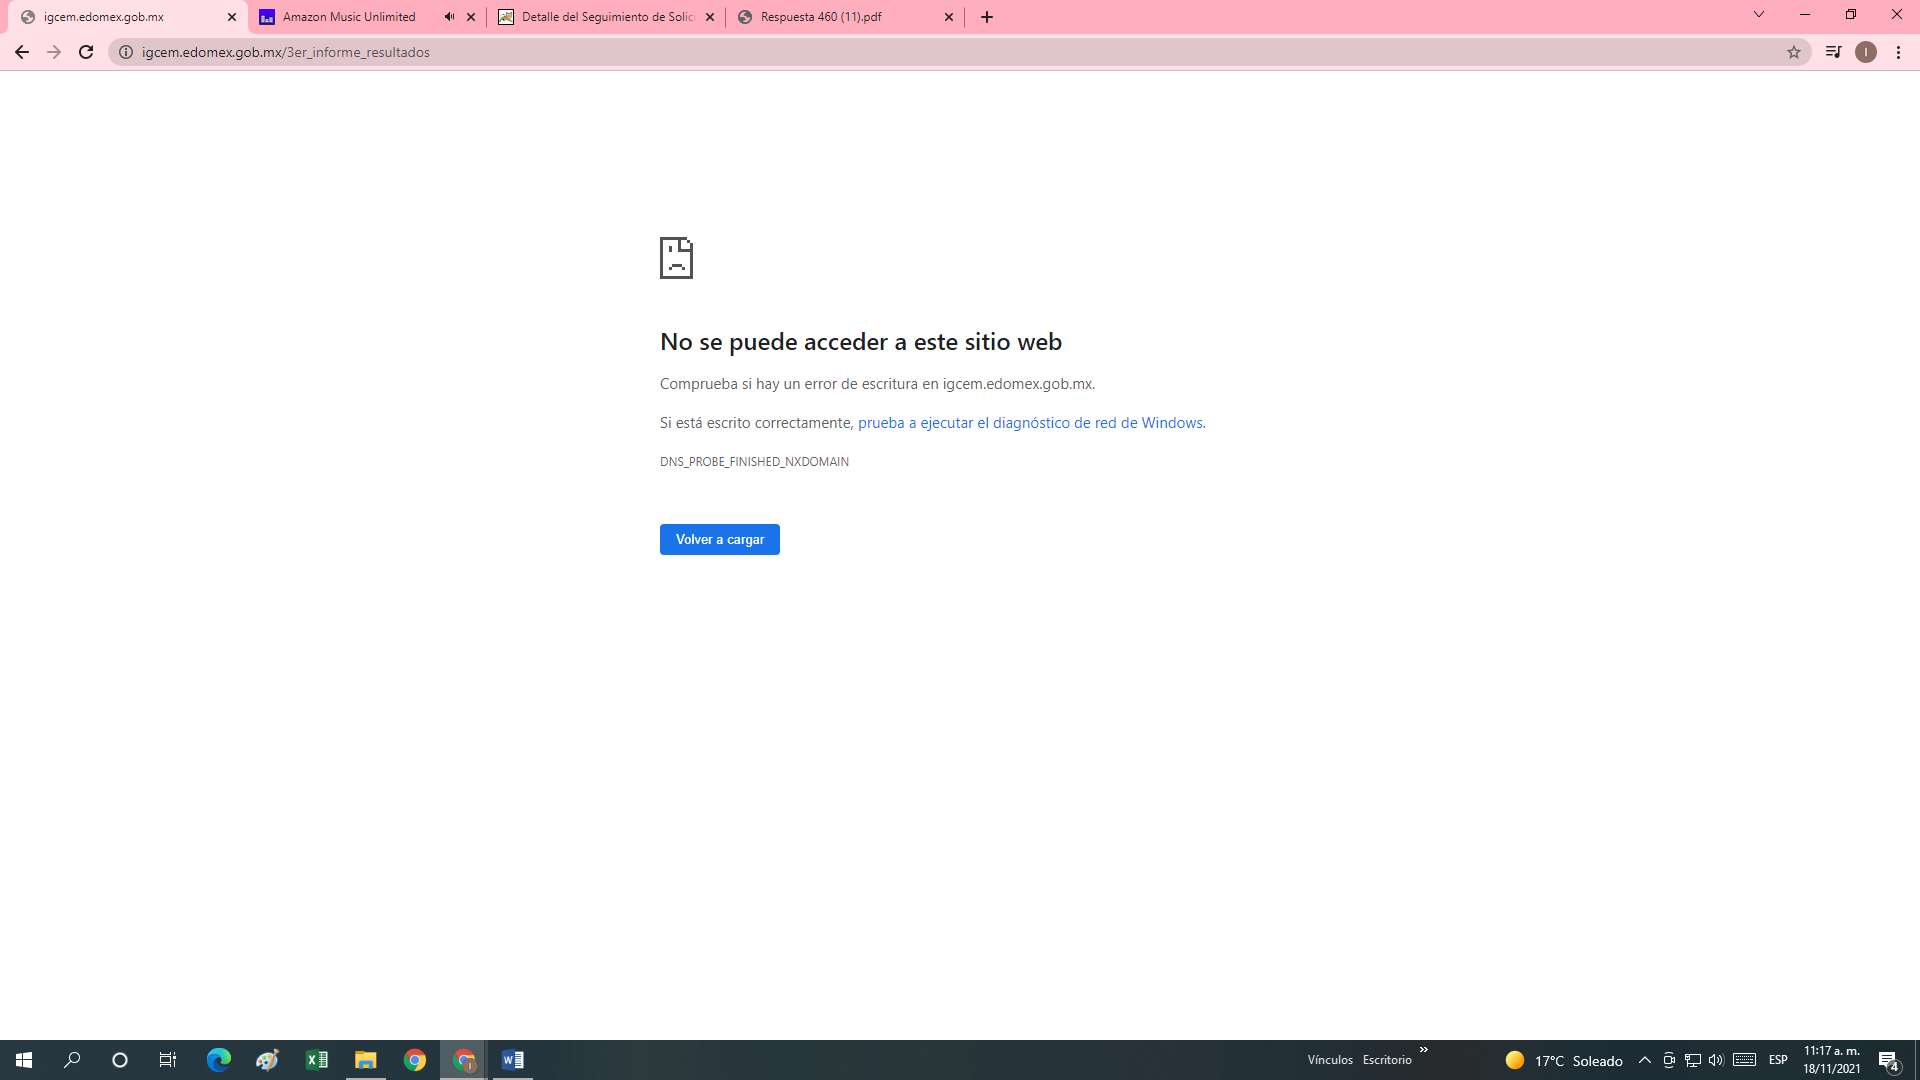 igcem.edomex.gob.mx
Amazon Music Unlimited
Detalle del Seguimiento de Solici
Respuesta 460 (11).pdf
igcem.edomex.gob.mx/3er_informe_resultados
I
No se puede acceder a este sitio web
Comprueba si hay un error de escritura en igcem.edomex.gob.mx.
Si está escrito correctamente, prueba a ejecutar el diagnóstico de red de Windows.
DNS_PROBE_FINISHED_NXDOMAIN
Volver a cargar
Vínculos Escritorio »
17°C Soleado
ESP
11:17 a. m.
18/11/2021
4